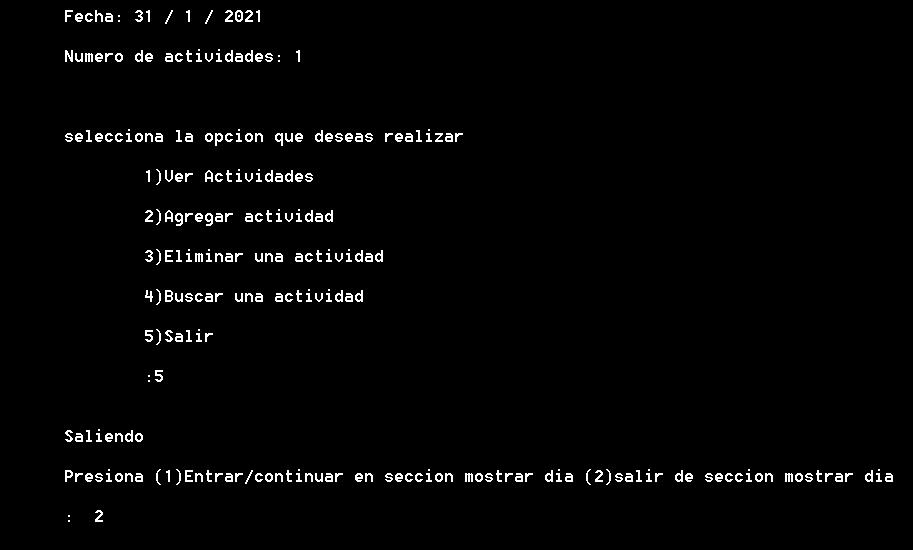 Fecha: 31 / 1 / 2021
Numero de actividades: 1
selecciona la opcion que deseas realizar
1)Ver Actividades
2)Agregar actividad
3)Eliminar una actividad
4)Buscar una actividad
5)Salir
:5
Saliendo
Presiona (1)Entrar/continuar en seccion mostrar dia (2)salir de seccion mostrar dia
:  2